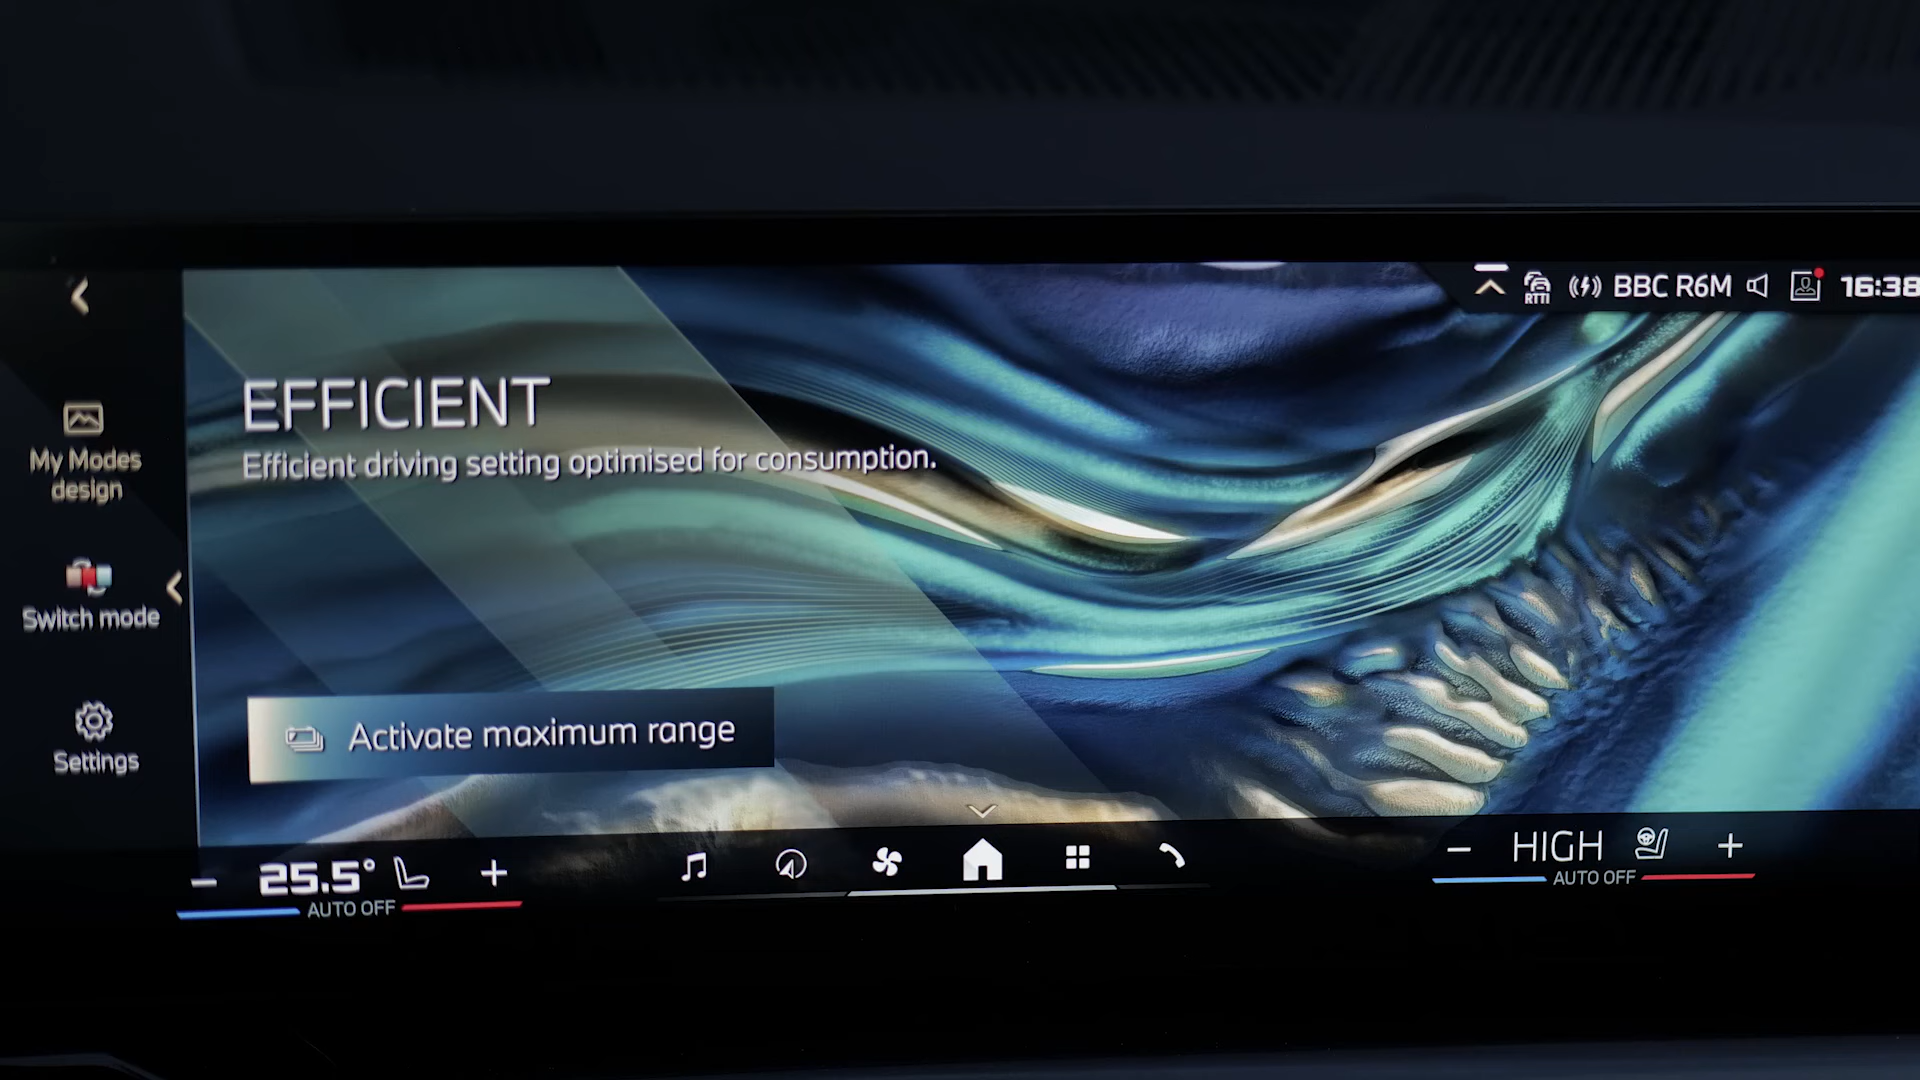 RTTI BBC R6M 16:38
EFFICIENT
Efficient driving setting optimised for consumption.
My Modes
design
Switch mode
Settings
Activate maximum range
25.5°
AUTO OFF
HIGH
AUTO OFF